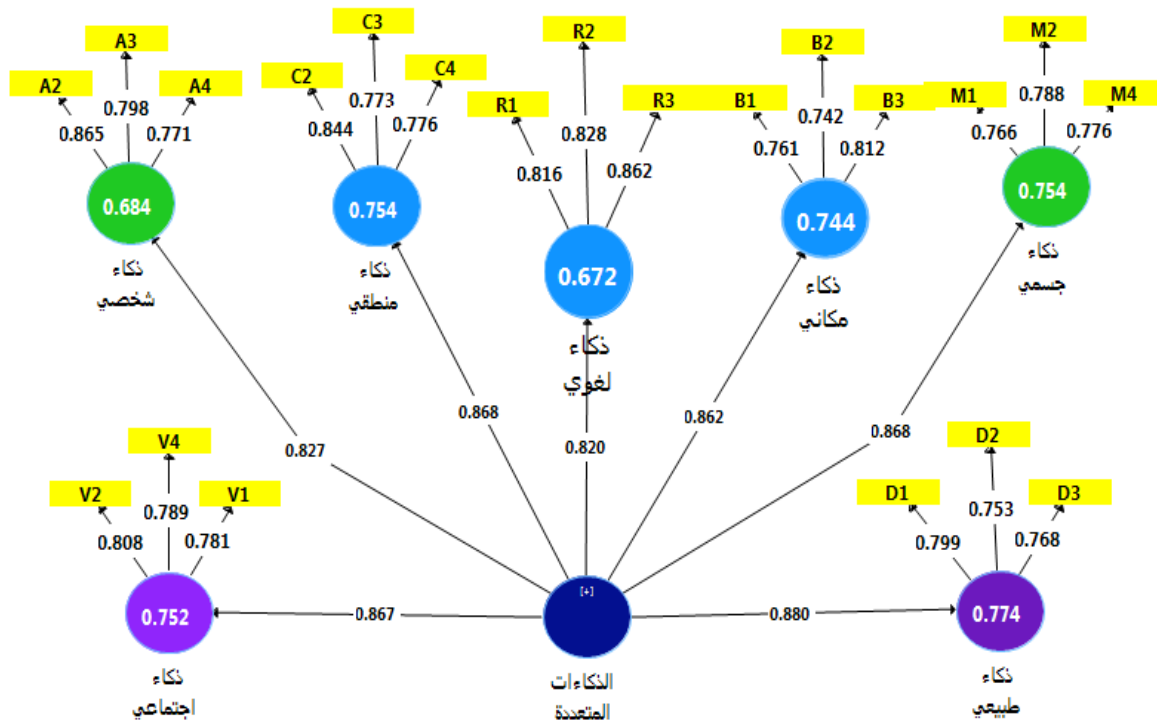 A3
A2
A4
0.798
0.865
0.771
0.684
ذكاء
شخصي
C3
C2
C4
0.773
0.844
0.776
0.754
ذكاء
منطقي
R2
R1
R3
0.828
0.816
0.862
0.672
ذكاء
لغوي
B2
B1
B3
0.742
0.761
0.812
0.744
ذكاء
مكاني
M2
M1
M4
0.788
0.766
0.776
0.754
ذكاء
جسمي
0.827
0.868
0.820
0.862
0.868
V4
V2
V1
0.789
0.808
0.781
0.752
ذكاء
اجتماعي
0.867
[+]
الذكاءات
المتعددة
0.880
D2
D1
D3
0.753
0.799
0.768
0.774
ذكاء
طبيعي